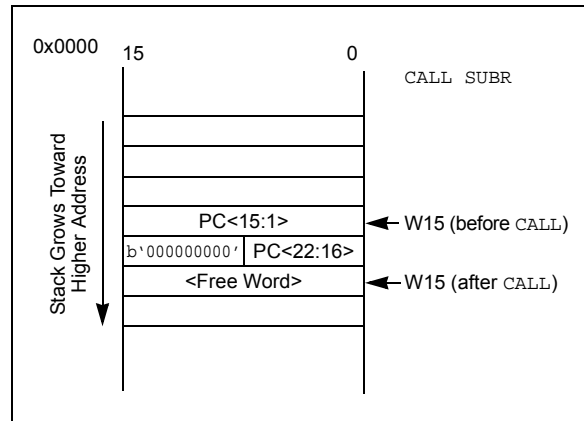 0x0000
15
0
CALL SUBR
Stack Grows Toward
Higher Address
PC<15:1>
W15 (before CALL)
b‘000000000’
PC<22:16>
<Free Word>
W15 (after CALL)